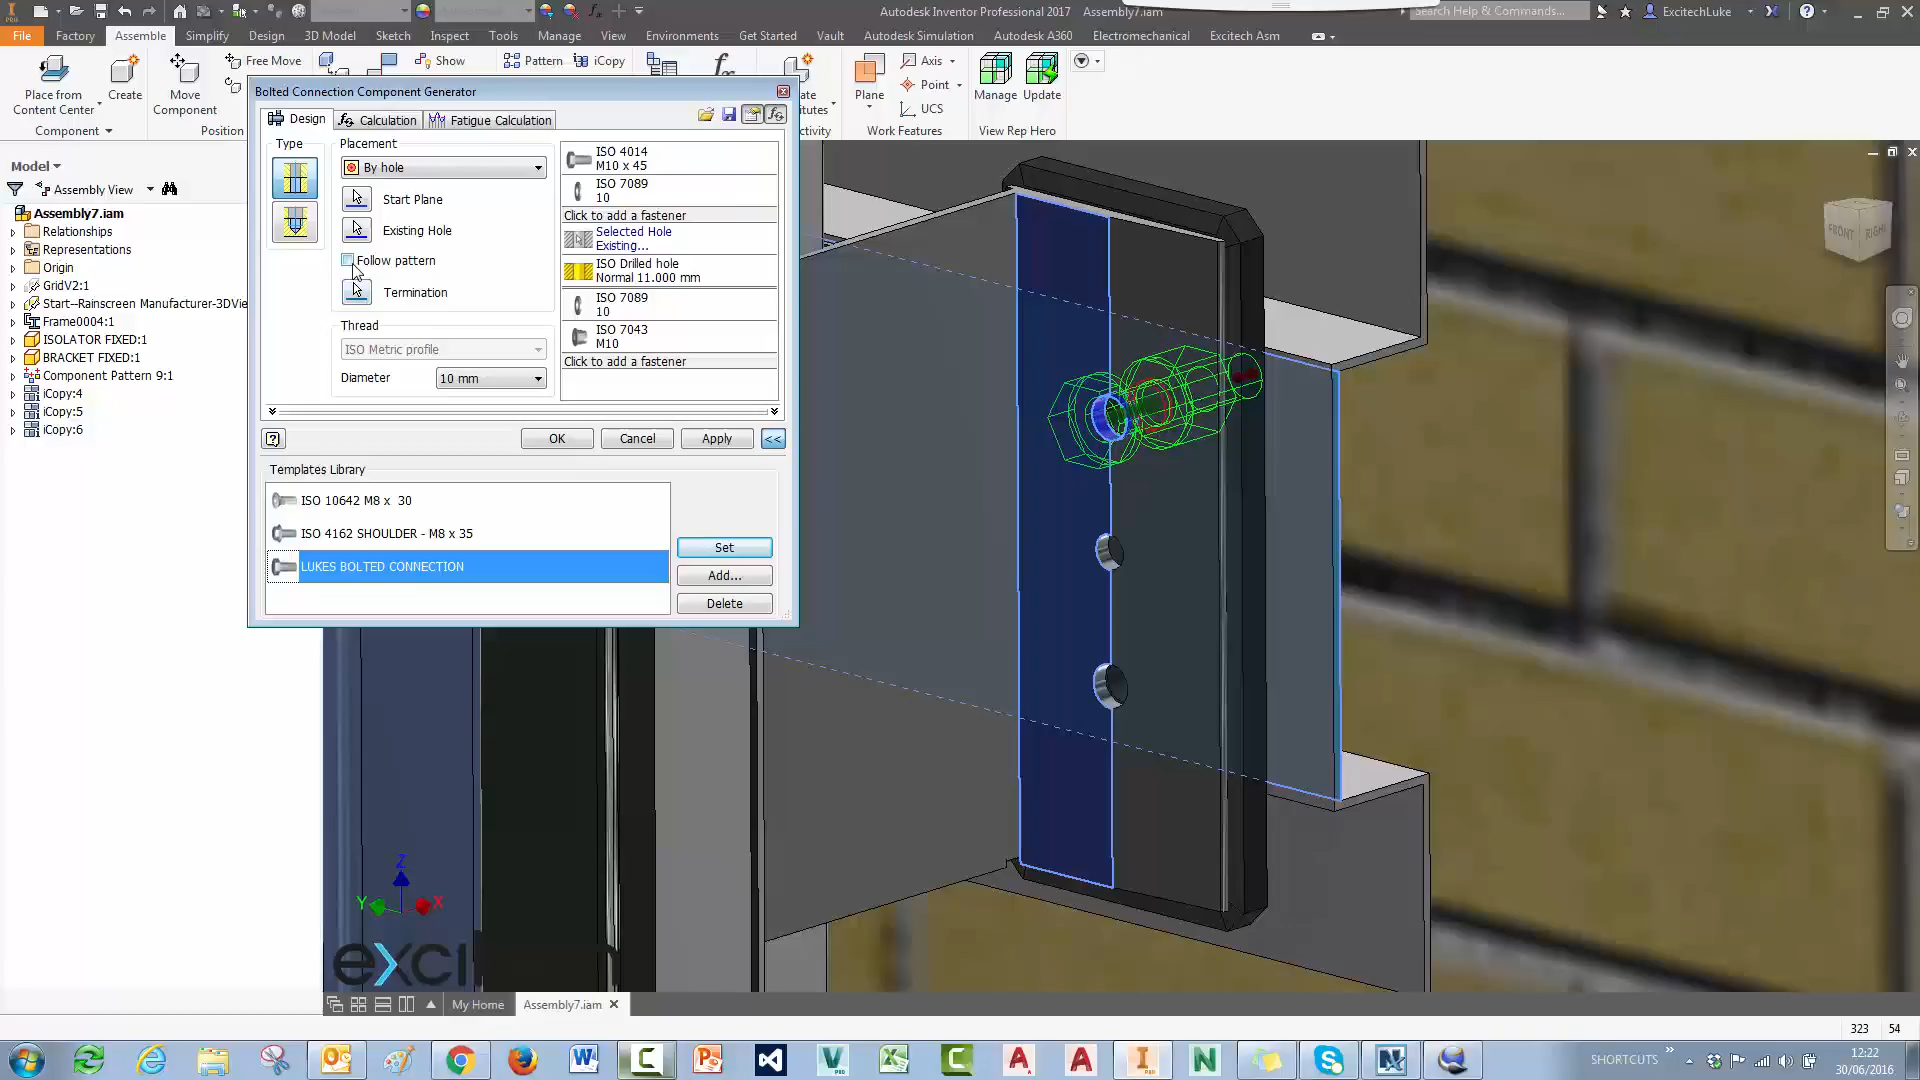 Autodesk Inventor Professional 2017 Assembly7.iam
Search Help & Commands...
ExcitechLuke
File Factory Assemble Simplify Design 3D Model Sketch Inspect Tools Manage View Environments Get Started Vault Autodesk Simulation Autodesk A360 Electromechanical Excitech Asm
Place from
Content Center
Create
Move
Component
Free Move
Show
Pattern
iCopy
Plane
Axis
Point
UCS
Manage Update
Component
Position
Work Features
View Rep Hero
Model
Assembly View
Assembly7.iam
Relationships
Representations
Origin
GridV2:1
Start--Rainscreen Manufacturer-3DVie
Frame0004:1
ISOLATOR FIXED:1
BRACKET FIXED:1
Component Pattern 9:1
iCopy:4
iCopy:5
iCopy:6
Bolted Connection Component Generator
Design Calculation Fatigue Calculation
Type
Placement
By hole
Start Plane
Existing Hole
Follow pattern
Termination
Thread
ISO Metric profile
Diameter 10 mm
ISO 4014
M10 x 45
ISO 7089
10
Click to add a fastener
Selected Hole
Existing...
ISO Drilled hole
Normal 11.000 mm
ISO 7089
10
ISO 7043
M10
Click to add a fastener
OK Cancel Apply <<
Templates Library
ISO 10642 M8 x 30
ISO 4162 SHOULDER - M8 x 35
LUKES BOLTED CONNECTION
Set
Add...
Delete
FRONT RIGHT
Z
Y X
exci
My Home Assembly7.iam
323 54
SHORTCUTS
12:22
30/06/2016